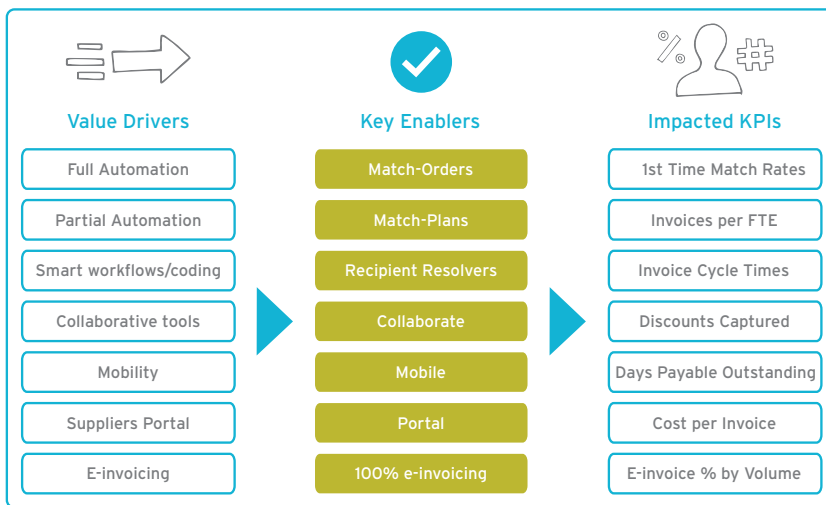 %
#
Value Drivers
Full Automation
Partial Automation
Smart workflows/coding
Collaborative tools
Mobility
Suppliers Portal
E-invoicing
Key Enablers
Match-Orders
Match-Plans
Recipient Resolvers
Collaborate
Mobile
Portal
100% e-invoicing
Impacted KPIs
1st Time Match Rates
Invoices per FTE
Invoice Cycle Times
Discounts Captured
Days Payable Outstanding
Cost per Invoice
E-invoice % by Volume